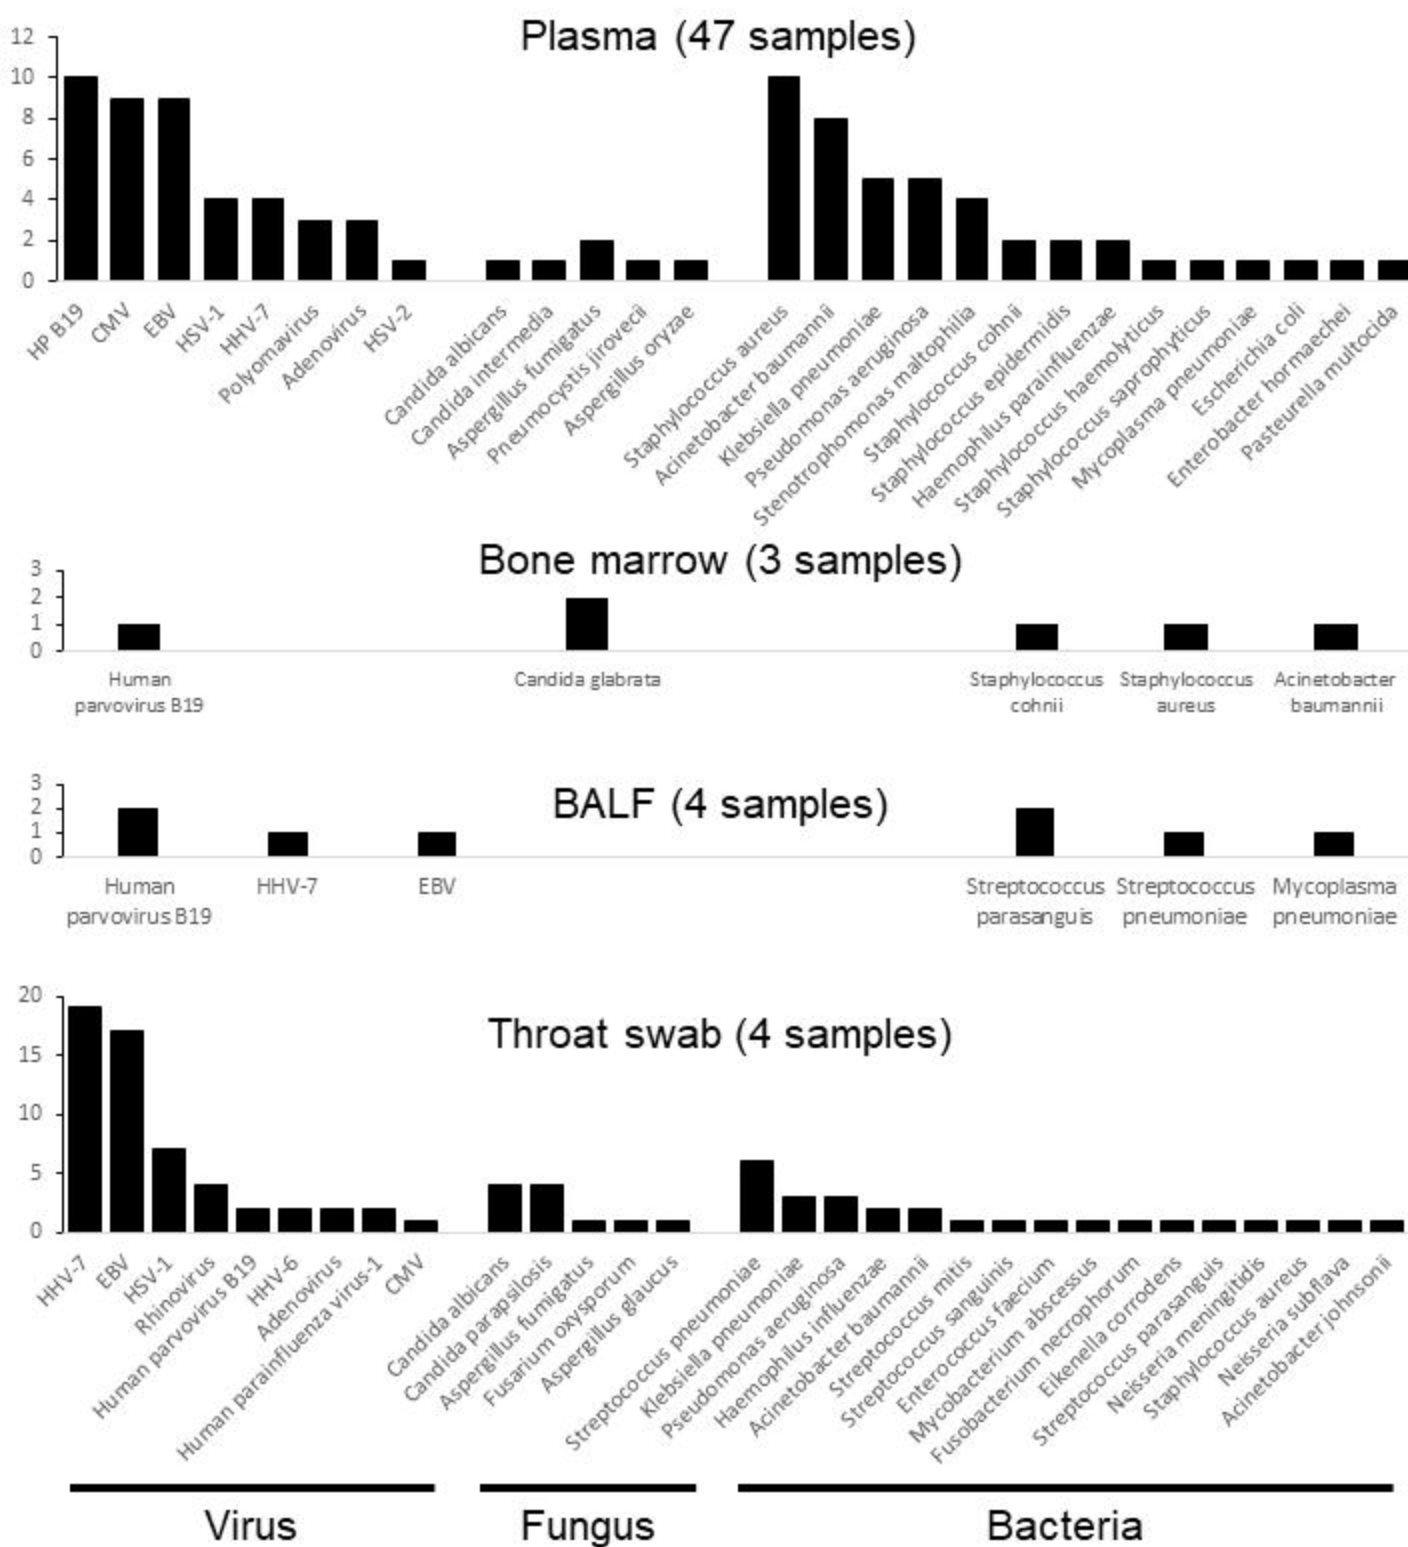 Plasma (47 samples)
12
10
8
6
4
2
0
HP B19
CMV
EBV
HSV-1
HHV-7
Polyomavirus
Adenovirus
HSV-2
Candida albicans
Candida intermedia
Aspergillus fumigatus
Pneumocystis jirovecii
Aspergillus oryzae
Staphylococcus aureus
Acinetobacter baumannii
Klebsiella pneumoniae
Pseudomonas aeruginosa
Stenotrophomonas maltophilia
Staphylococcus cohnii
Staphylococcus epidermidis
Haemophilus parainfluenzae
Staphylococcus haemolyticus
Staphylococcus saprophyticus
Mycoplasma pneumoniae
Escherichia coli
Enterobacter hormaechei
Pasturella multocida
Bone marrow (3 samples)
3
2
1
0
Human
parvovirus B19
Candida glabrata
Staphylococcus
cohnii
Staphylococcus
aureus
Acinetobacter
baumannii
BALF (4 samples)
3
2
1
0
Human
parvovirus B19
HHV-7
EBV
Streptococcus
parasanguis
Streptococcus
pneumoniae
Mycoplasma
pneumoniae
Throat swab (4 samples)
20
15
10
5
0
HHV-7
EBV
HSV-1
Rhinovirus
Human parvovirus B19
HHV-6
Adenovirus
Human parainfluenza virus-1
CMV
Candida albicans
Candida parapsilosis
Aspergillus fumigatus
Fusarium oxysporum
Aspergillus glaucus
Streptococcus pneumoniae
Klebsiella pneumoniae
Pseudomonas aeruginosa
Haemophilus influenzae
Acinetobacter baumannii
Streptococcus mitis
Streptococcus sanguinis
Enterococcus faecium
Mycobacterium abscessus
Fusobacterium necrophorum
Eikenella corrodens
Streptococcus parasanguis
Neisseria meningitidis
Staphylococcus aureus
Neisseria subflava
Acinetobacter johnsonii
Virus
Fungus
Bacteria